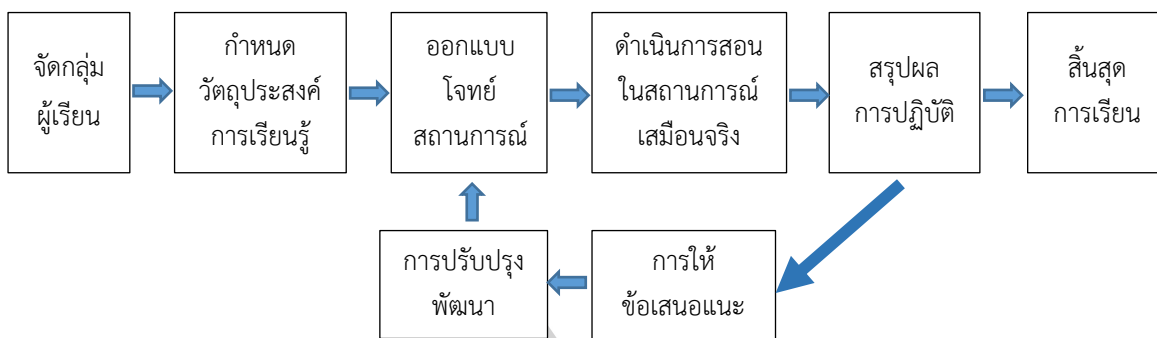 จัดกลุ่ม
ผู้เรียน
กำหนด
วัตถุประสงค์
การเรียนรู้
ออกแบบ
โจทย์
สถานการณ์
ดำเนินการสอน
ในสถานการณ์
เสมือนจริง
สรุปผล
การปฏิบัติ
สิ้นสุด
การเรียน
การปรับปรุง
พัฒนา
การให้
ข้อเสนอแนะ